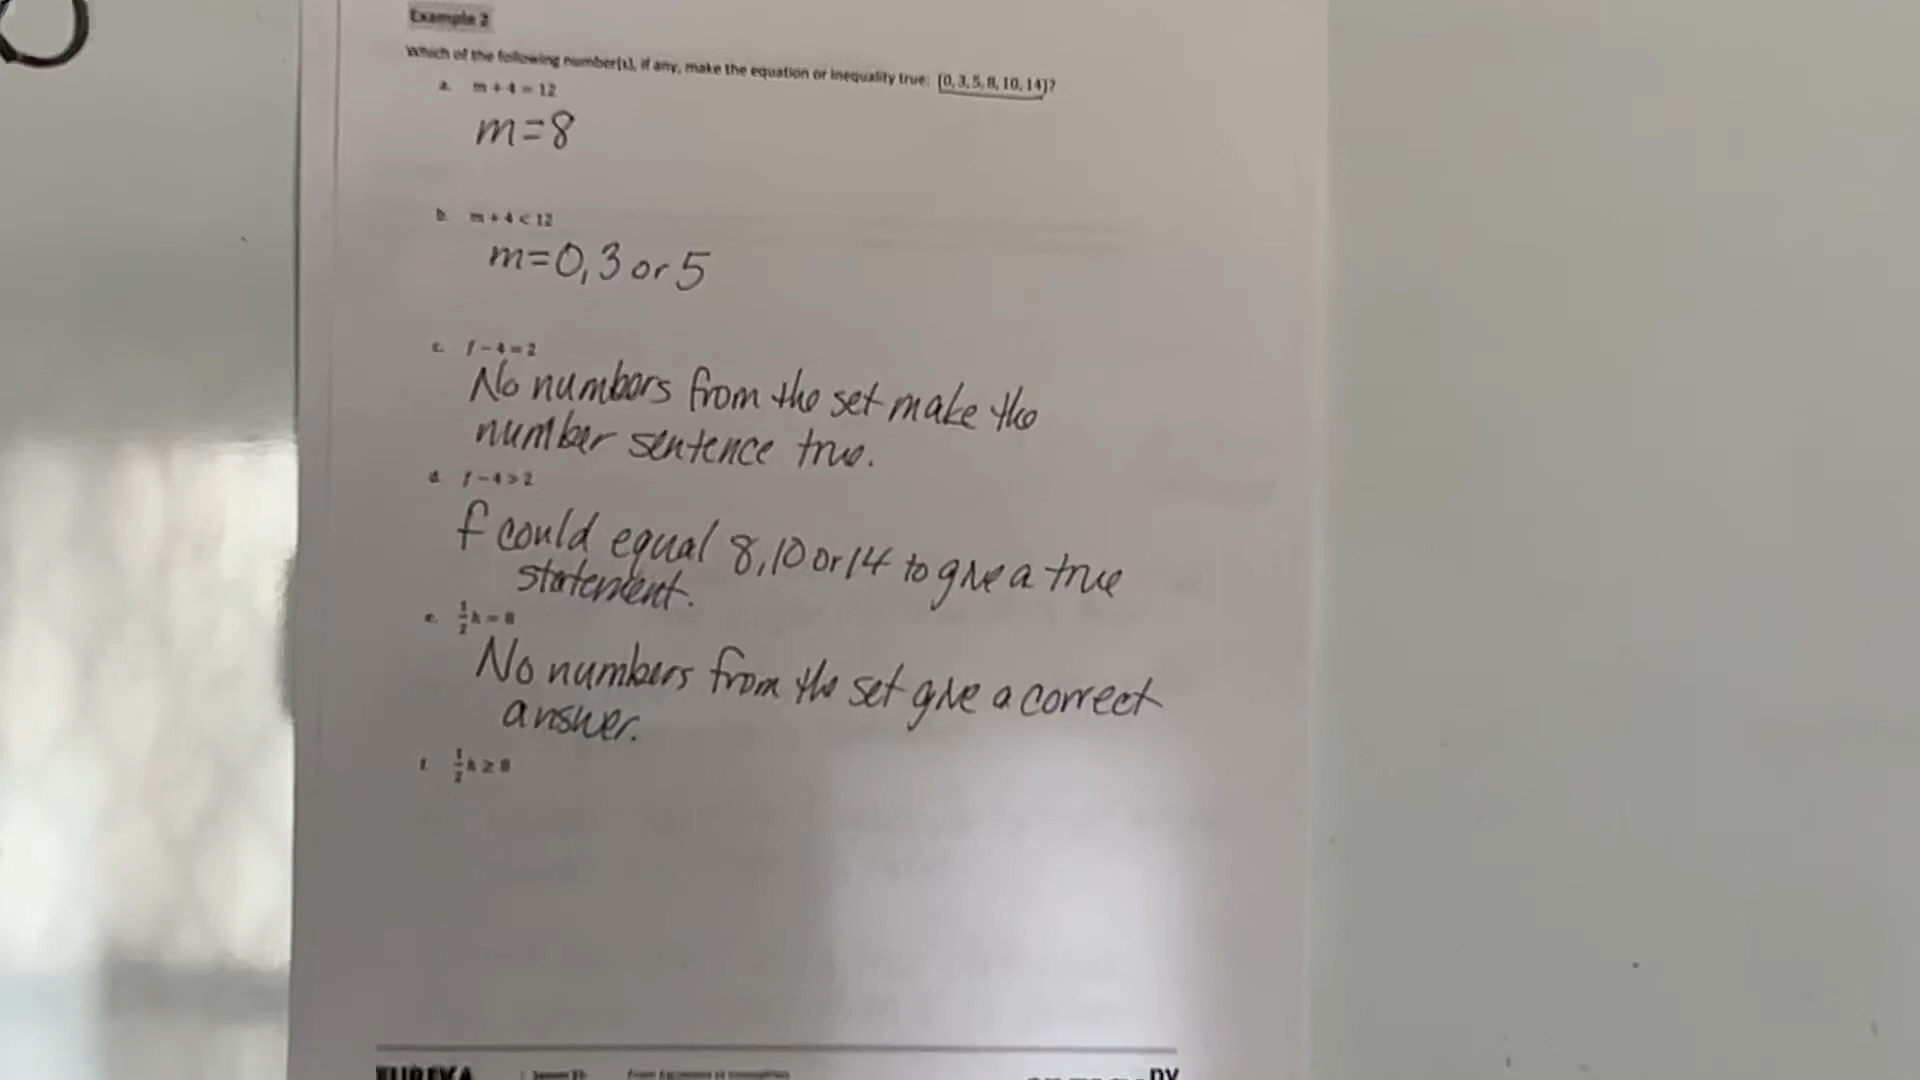 Example 2
Which of the following number(s), if any, make the equation or inequality true: {0, 3, 5, 8, 10, 14}?
a. m + 4 = 12
m=8
b. m + 4 < 12
m=0,3 or 5
c. f − 4 = 2
No numbers from the set make the
number sentence true.
d. f − 4 > 2
f could equal 8,10 or 14 to give a true
statement.
e. 1/2 h = 8
No numbers from the set give a correct
answer.
f. 1/2 h ≥ 8
EUREKA